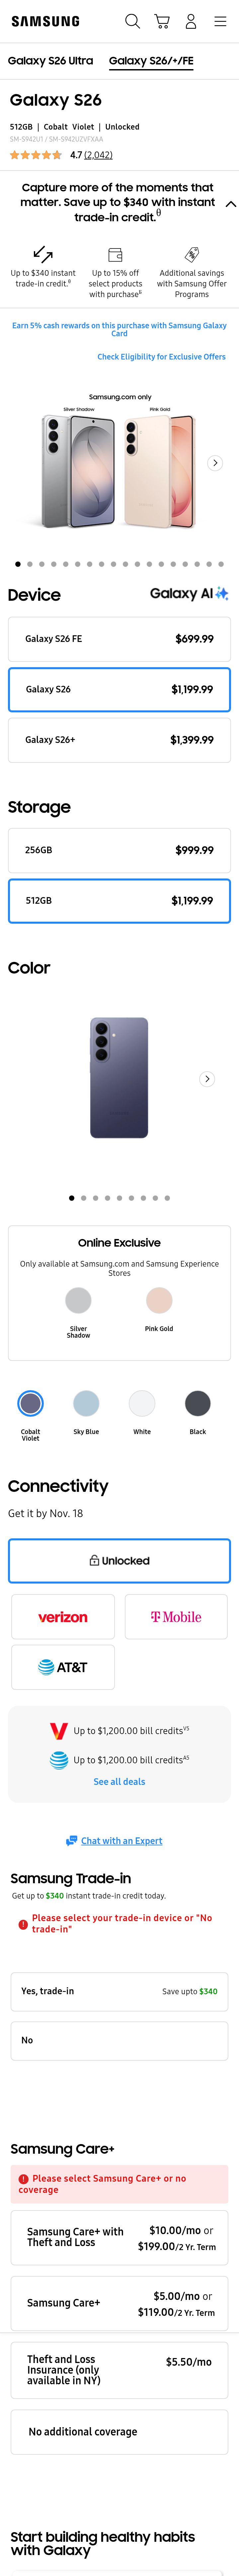 SAMSUNG
Galaxy S26 Ultra
Galaxy S26/+/FE
Galaxy S26
512GB | Cobalt Violet | Unlocked
SM-S942U1 / SM-S942UZVFXAA
4.7 (2,042)
Capture more of the moments that
matter. Save up to $340 with instant
trade-in credit.θ
Up to $340 instant
trade-in credit.θ
Up to 15% off
select products
with purchase
Additional savings
with Samsung Offer
Programs
Earn 5% cash rewards on this purchase with Samsung Galaxy
Card
Check Eligibility for Exclusive Offers
Samsung.com only
Silver Shadow
Pink Gold
Device
Galaxy AI
Galaxy S26 FE
$699.99
Galaxy S26
$1,199.99
Galaxy S26+
$1,399.99
Storage
256GB
$999.99
512GB
$1,199.99
Color
Online Exclusive
Only available at Samsung.com and Samsung Experience
Stores
Silver
Shadow
Pink Gold
Cobalt
Violet
Sky Blue
White
Black
Connectivity
Get it by Nov. 18
Unlocked
verizon
T Mobile
AT&T
Up to $1,200.00 bill creditsVS
Up to $1,200.00 bill creditsAS
See all deals
Chat with an Expert
Samsung Trade-in
Get up to $340 instant trade-in credit today.
Please select your trade-in device or "No
trade-in"
Yes, trade-in
Save upto $340
No
Samsung Care+
Please select Samsung Care+ or no
coverage
Samsung Care+ with
Theft and Loss
$10.00/mo or
$199.00/2 Yr. Term
Samsung Care+
$5.00/mo or
$119.00/2 Yr. Term
Theft and Loss
Insurance (only
available in NY)
$5.50/mo
No additional coverage
Start building healthy habits
with Galaxy